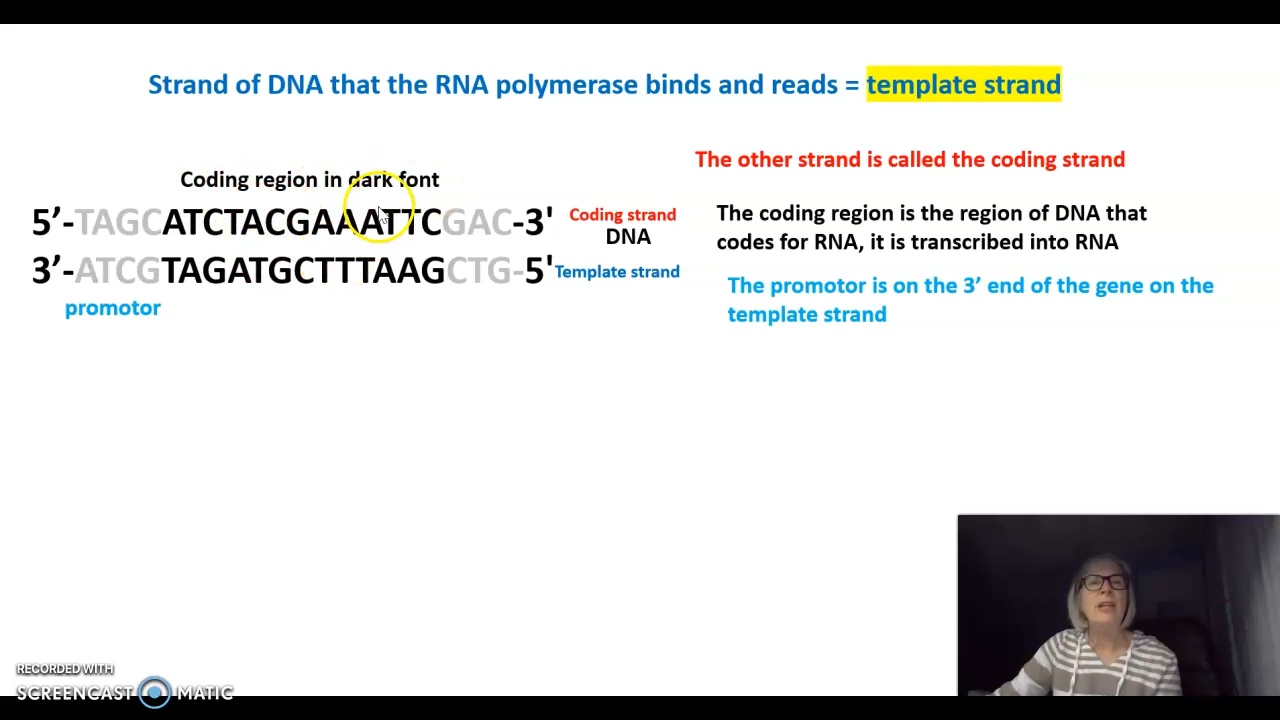 Strand of DNA that the RNA polymerase binds and reads = template strand
The other strand is called the coding strand
Coding region in dark font
5’-TAGCATCTACGAAATTCGAC-3'
Coding strand
DNA
3’-ATCGTAGATGCTTTAAGCTG-5'
Template strand
promotor
The coding region is the region of DNA that
codes for RNA, it is transcribed into RNA
The promotor is on the 3’ end of the gene on the
template strand
RECORDED WITH
SCREENCAST MATIC